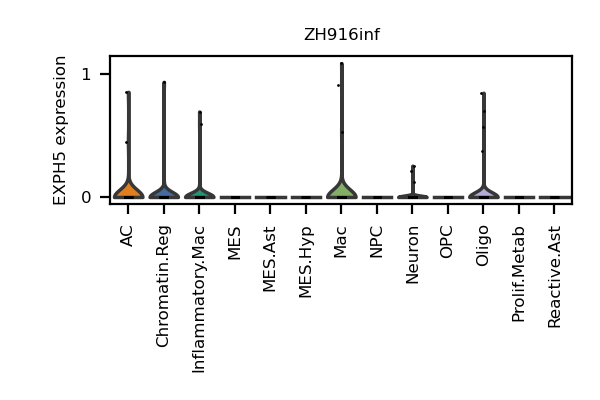 ZH916inf
EXPH5 expression
1
0
AC
Chromatin.Reg
Inflammatory.Mac
MES
MES.Ast
MES.Hyp
Mac
NPC
Neuron
OPC
Oligo
Prolif.Metab
Reactive.Ast